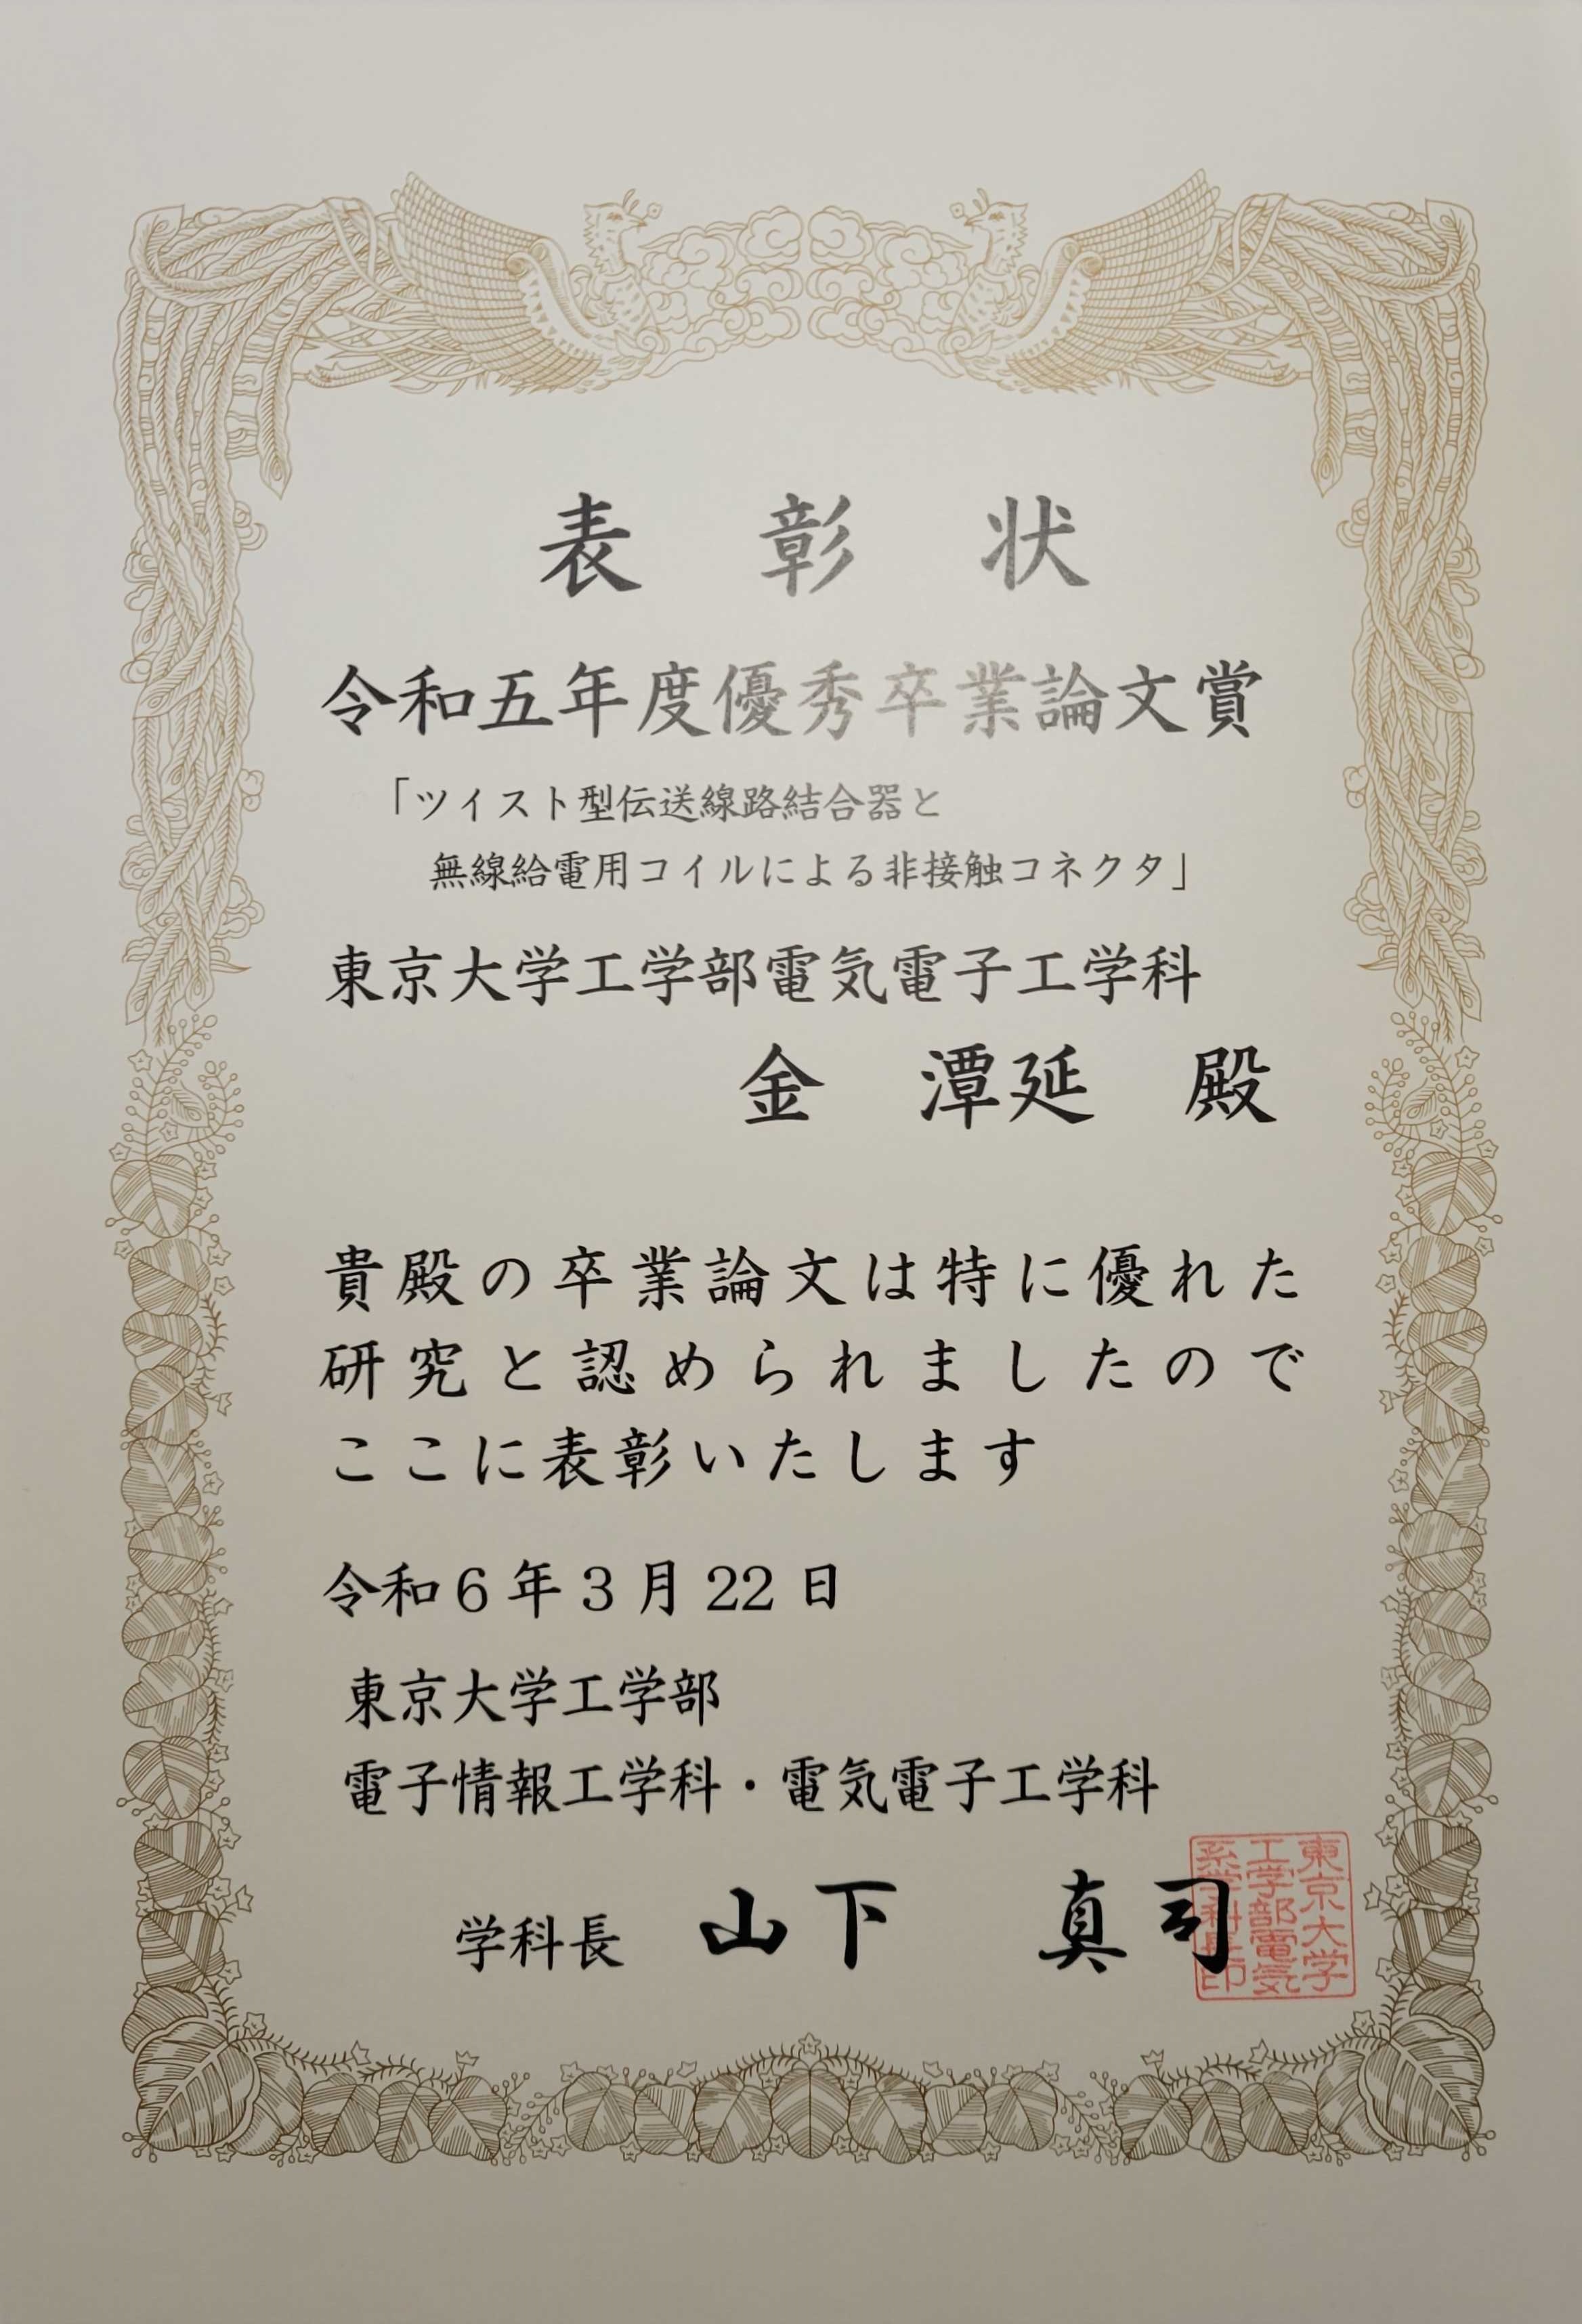 表彰状
令和五年度優秀卒業論文賞
「ツイスト型伝送線路結合器と
無線給電用コイルによる非接触コネクタ」
東京大学工学部電気電子工学科
金 潭延 殿
貴殿の卒業論文は特に優れた
研究と認められましたので
ここに表彰いたします
令和6年3月22日
東京大学工学部
電子情報工学科・電気電子工学科
学科長 山下 真司
東京大学
工学部電気
系学科長印